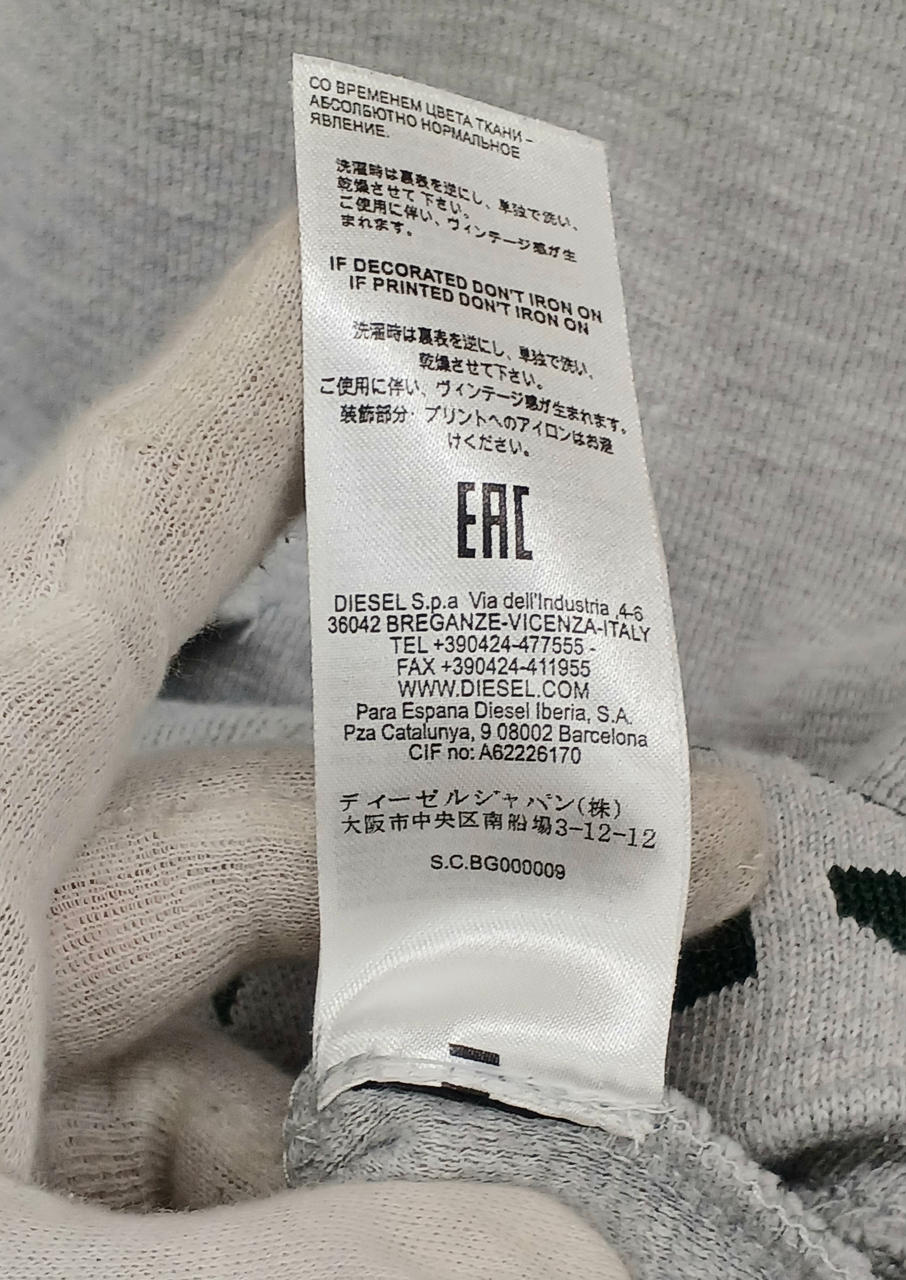 СО ВРЕМЕНЕМ ЦВЕТА ТКАНИ –
АБСОЛБЮТНО НОРМАЛЬНОЕ
ЯВЛЕНИЕ.
洗濯時は裏表を逆にし、単独で洗い、
乾燥させて下さい。
ご使用に伴い、ヴィンテージ感が生
まれます。
IF DECORATED DON'T IRON ON
IF PRINTED DON'T IRON ON
洗濯時は裏表を逆にし、単独で洗い、
乾燥させて下さい。
ご使用に伴い、ヴィンテージ感が生まれます。
装飾部分・プリントへのアイロンはお避
けください。
EAC
DIESEL S.p.a Via dell'Industria ,4-6
36042 BREGANZE-VICENZA-ITALY
TEL +390424-477555 -
FAX +390424-411955
WWW.DIESEL.COM
Para Espana Diesel Iberia, S.A.
Pza Catalunya, 9 08002 Barcelona
CIF no: A62226170
ディーゼルジャパン(株)
大阪市中央区南船場3-12-12
S.C.BG000009